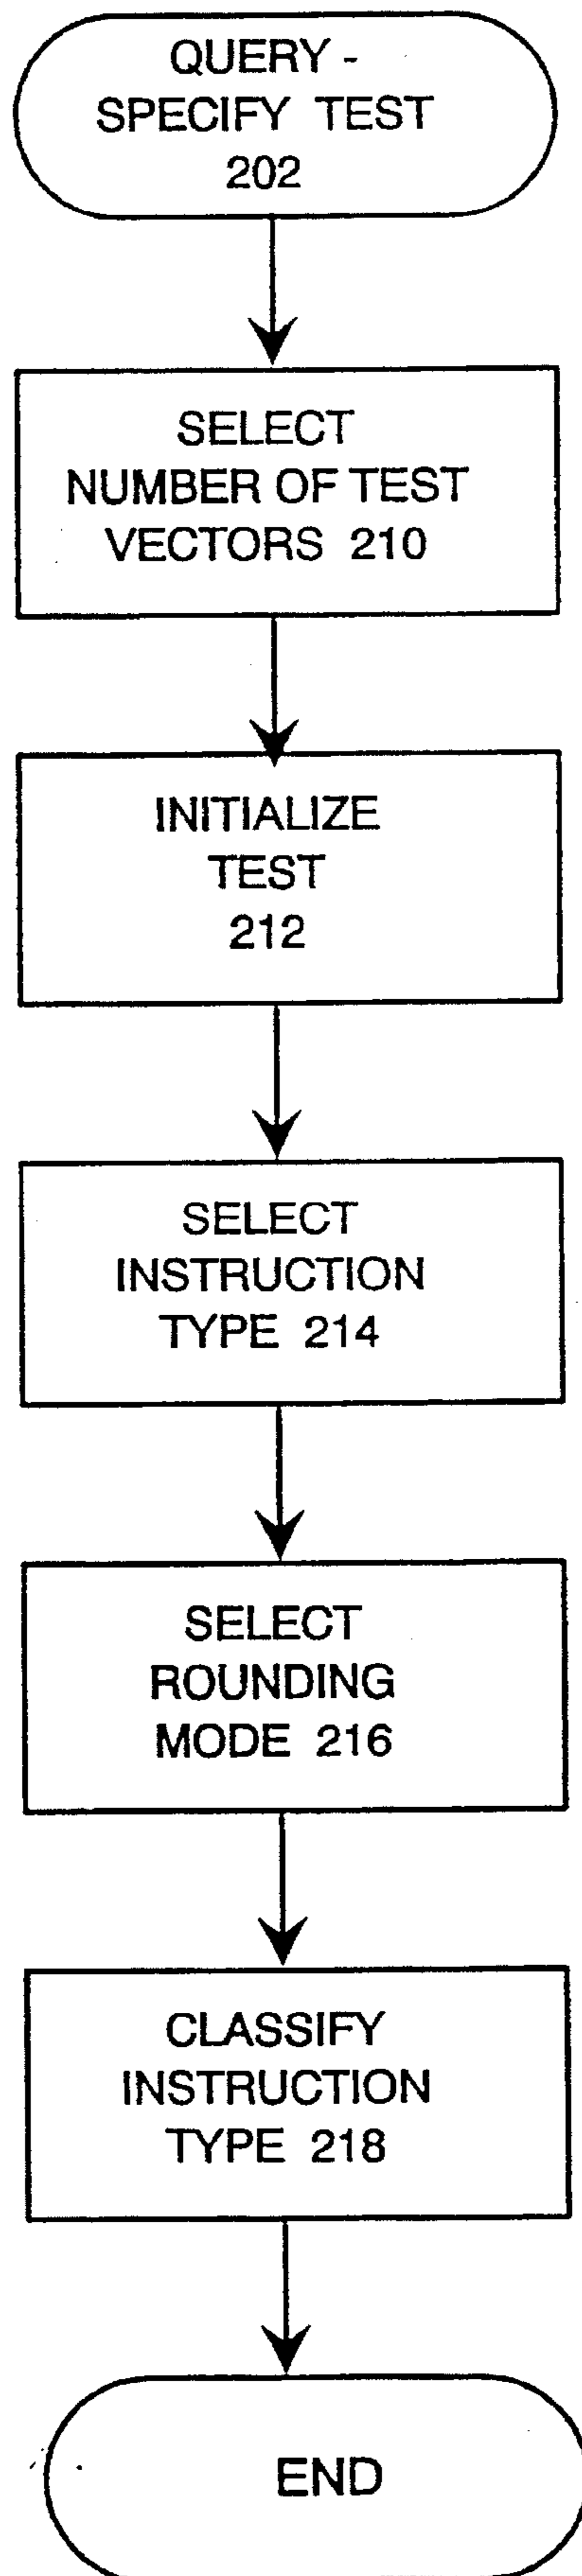 QUERY -
SPECIFY TEST
202
SELECT
NUMBER OF TEST
VECTORS 210
INITIALIZE
TEST
212
SELECT
INSTRUCTION
TYPE 214
SELECT
ROUNDING
MODE 216
CLASSIFY
INSTRUCTION
TYPE 218
END